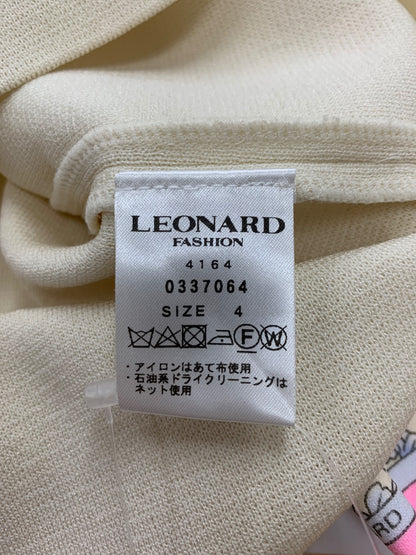 LEONARD
FASHION
4164
0337064
SIZE 4
F W
・アイロンはあて布使用
・石油系ドライクリーニングは
ネット使用
RD